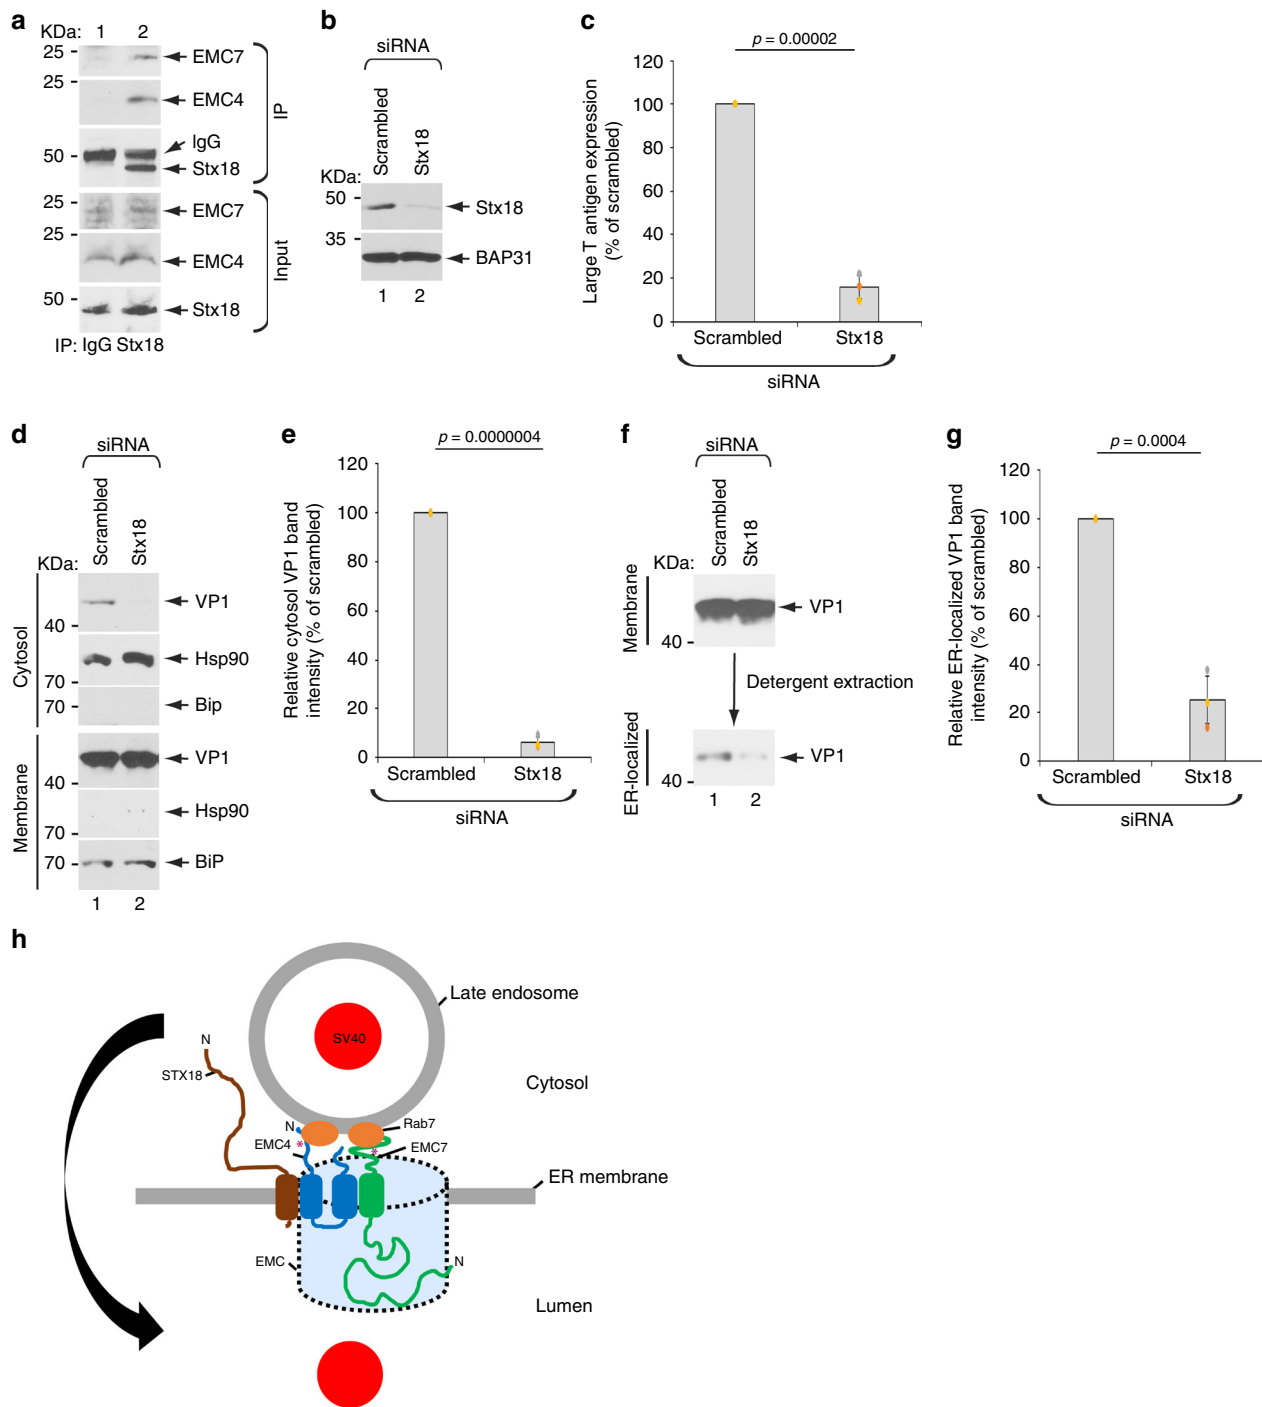 a
KDa: 1 2
25
EMC7
25
EMC4
IgG
50
Stx18
IP
25
EMC7
25
EMC4
50
Stx18
Input
IP: IgG Stx18
b
siRNA
Scrambled
Stx18
KDa:
50
Stx18
35
BAP31
1 2
c
p = 0.00002
Large T antigen expression
(% of scrambled)
120
100
80
60
40
20
0
Scrambled Stx18
siRNA
d
siRNA
Scrambled
Stx18
KDa:
Cytosol
VP1
40
Hsp90
70
70
Bip
Membrane
VP1
40
Hsp90
70
70
BiP
1 2
e
p = 0.0000004
Relative cytosol VP1 band
intensity (% of scrambled)
120
100
80
60
40
20
0
Scrambled Stx18
siRNA
f
siRNA
Scrambled
Stx18
KDa:
Membrane
VP1
40
Detergent extraction
ER-localized
VP1
40
1 2
g
p = 0.0004
Relative ER-localized VP1 band
intensity (% of scrambled)
120
100
80
60
40
20
0
Scrambled Stx18
siRNA
h
Late endosome
SV40
N
STX18
Cytosol
N
Rab7
EMC4 *
* EMC7
ER membrane
EMC
N
Lumen